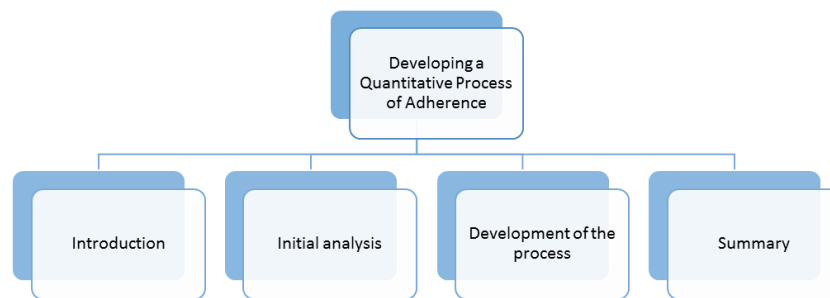 Developing a
Quantitative Process
of Adherence
Introduction
Initial analysis
Development of the
process
Summary